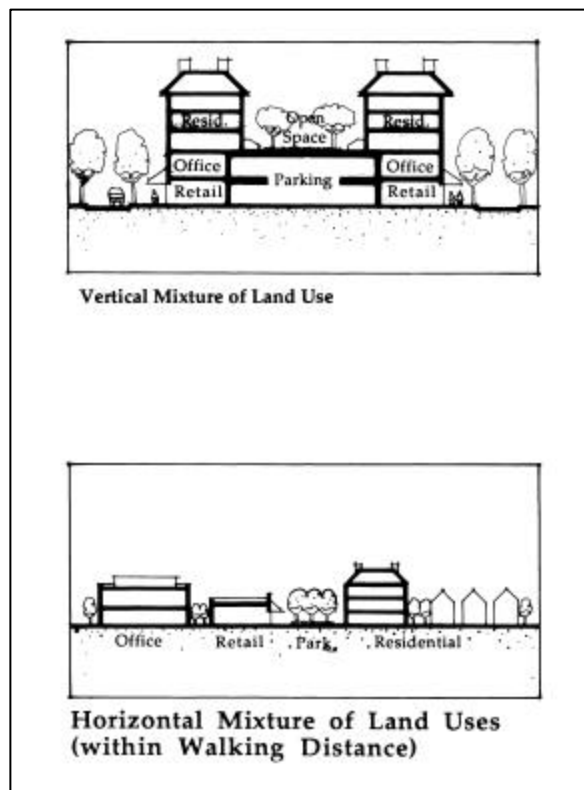 Resid. Open Space Resid.
Office Parking Office
Retail Retail
Vertical Mixture of Land Use
Office Retail Park Residential
Horizontal Mixture of Land Uses
(within Walking Distance)